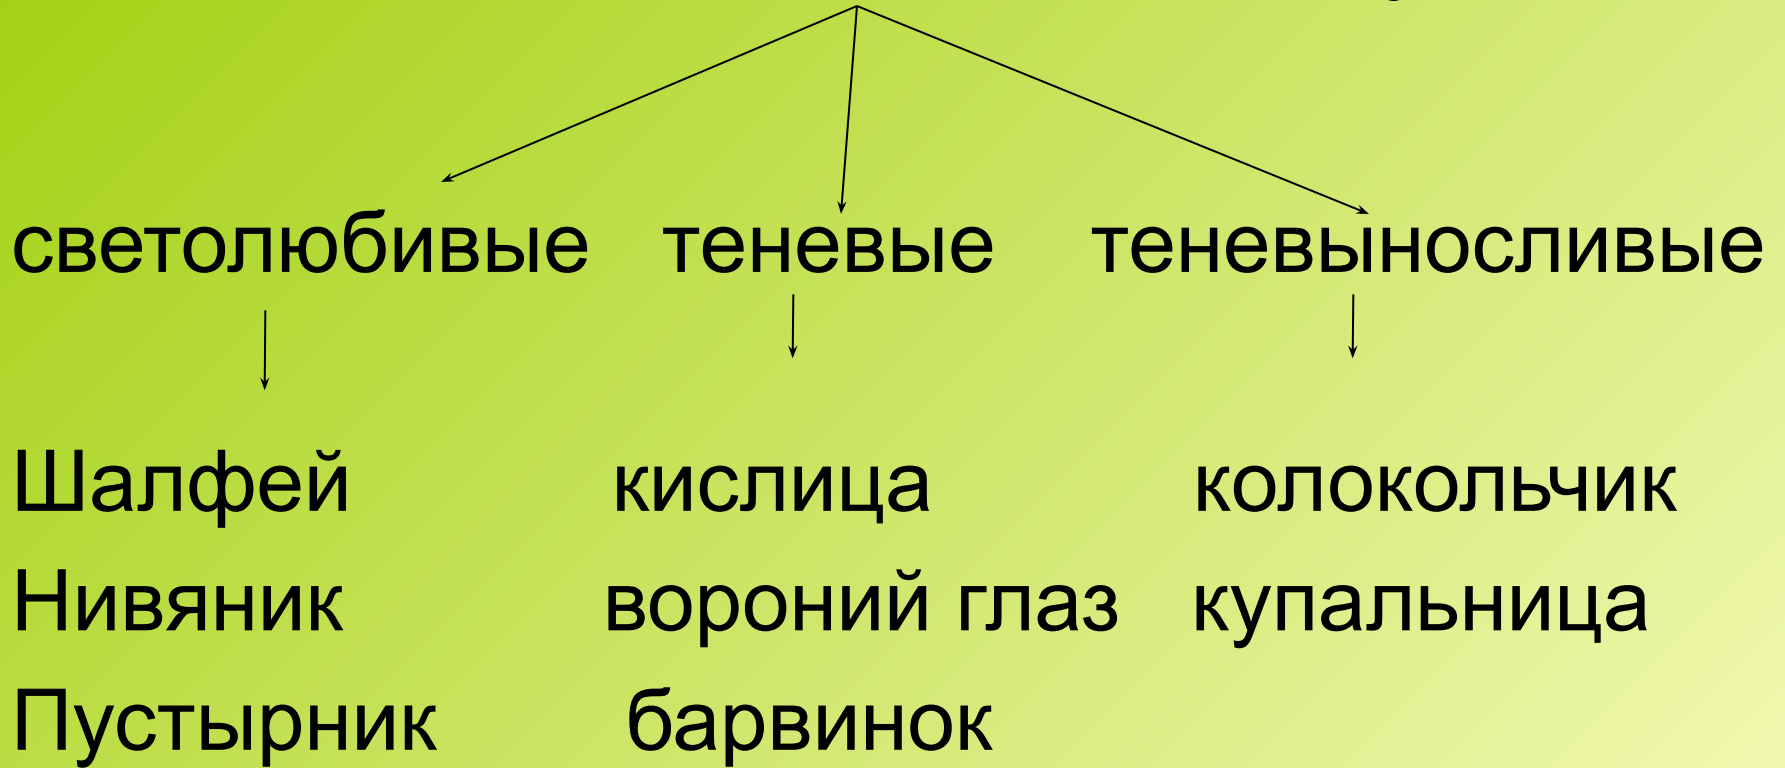 светолюбивые теневые теневыносливые
Шалфей кислица колокольчик
Нивяник вороний глаз купальница
Пустырник барвинок